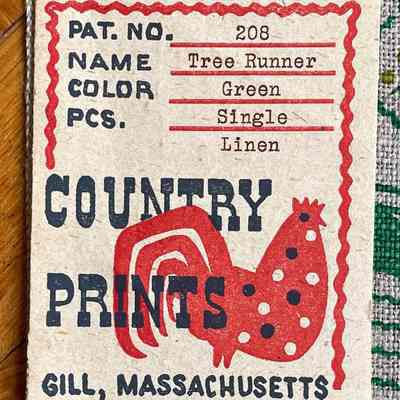 PAT. NO. 208
NAME Tree Runner
COLOR Green
PCS. Single
Linen
COUNTRY
PRINTS
GILL, MASSACHUSETTS